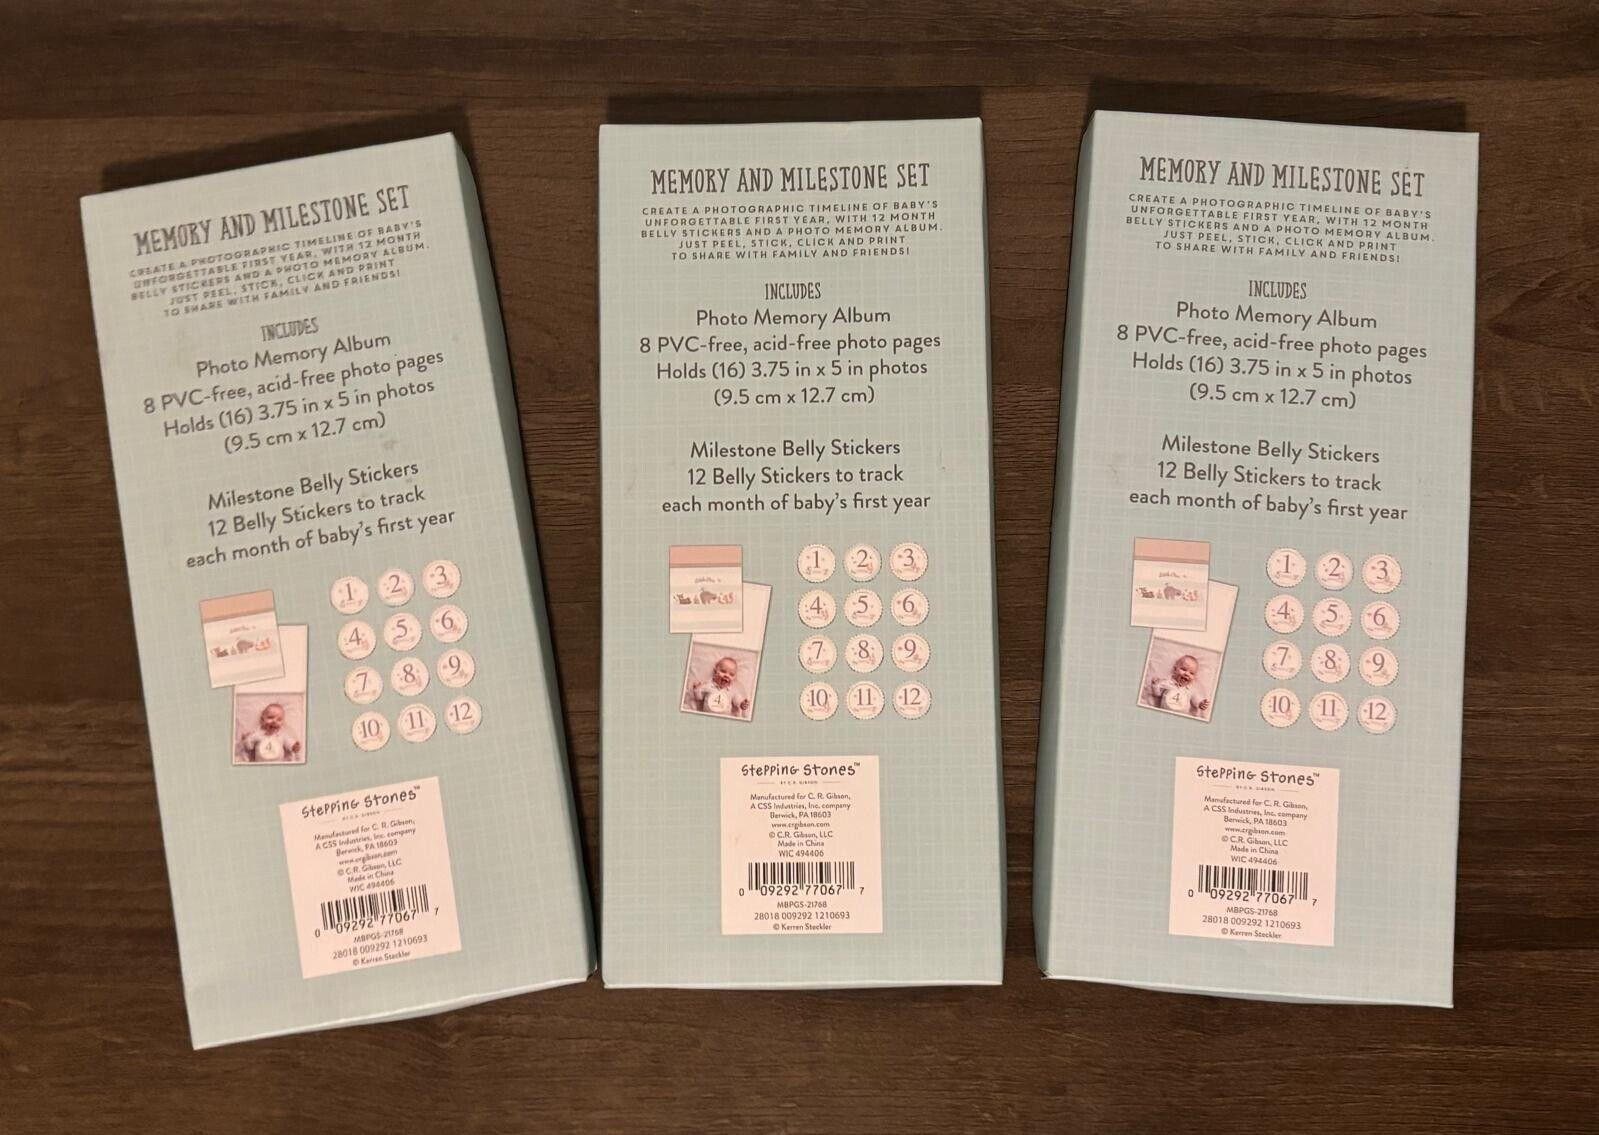 MEMORY AND MILESTONE SET
CREATE A PHOTOGRAPHIC TIMELINE OF BABY'S
UNFORGETTABLE FIRST YEAR, WITH 12 MONTH
BELLY STICKERS AND A PHOTO MEMORY ALBUM.
JUST PEEL, STICK, CLICK AND PRINT
TO SHARE WITH FAMILY AND FRIENDS!
INCLUDES
Photo Memory Album
8 PVC-free, acid-free photo pages
Holds (16) 3.75 in x 5 in photos
(9.5 cm x 12.7 cm)
Milestone Belly Stickers
12 Belly Stickers to track
each month of baby's first year
1 2 3
4 5 6
7 8 9
10 11 12
4
Stepping Stones™
BY C.R. GIBSON
Manufactured for C. R. Gibson,
A CSS Industries, Inc. company
Berwick, PA 18603
www.crgibson.com
© C.R. Gibson, LLC
Made in China
WIC 494406
0 09292 77067 7
MBPGS-21768
28018 009292 1210693
© Kerren Steckler
MEMORY AND MILESTONE SET
CREATE A PHOTOGRAPHIC TIMELINE OF BABY'S
UNFORGETTABLE FIRST YEAR, WITH 12 MONTH
BELLY STICKERS AND A PHOTO MEMORY ALBUM.
JUST PEEL, STICK, CLICK AND PRINT
TO SHARE WITH FAMILY AND FRIENDS!
INCLUDES
Photo Memory Album
8 PVC-free, acid-free photo pages
Holds (16) 3.75 in x 5 in photos
(9.5 cm x 12.7 cm)
Milestone Belly Stickers
12 Belly Stickers to track
each month of baby's first year
1 2 3
4 5 6
7 8 9
10 11 12
4
Stepping Stones™
BY C.R. GIBSON
Manufactured for C. R. Gibson,
A CSS Industries, Inc. company
Berwick, PA 18603
www.crgibson.com
© C.R. Gibson, LLC
Made in China
WIC 494406
0 09292 77067 7
MBPGS-21768
28018 009292 1210693
© Kerren Steckler
MEMORY AND MILESTONE SET
CREATE A PHOTOGRAPHIC TIMELINE OF BABY'S
UNFORGETTABLE FIRST YEAR, WITH 12 MONTH
BELLY STICKERS AND A PHOTO MEMORY ALBUM.
JUST PEEL, STICK, CLICK AND PRINT
TO SHARE WITH FAMILY AND FRIENDS!
INCLUDES
Photo Memory Album
8 PVC-free, acid-free photo pages
Holds (16) 3.75 in x 5 in photos
(9.5 cm x 12.7 cm)
Milestone Belly Stickers
12 Belly Stickers to track
each month of baby's first year
1 2 3
4 5 6
7 8 9
10 11 12
4
Stepping Stones™
BY C.R. GIBSON
Manufactured for C. R. Gibson,
A CSS Industries, Inc. company
Berwick, PA 18603
www.crgibson.com
© C.R. Gibson, LLC
Made in China
WIC 494406
0 09292 77067 7
MBPGS-21768
28018 009292 1210693
© Kerren Steckler